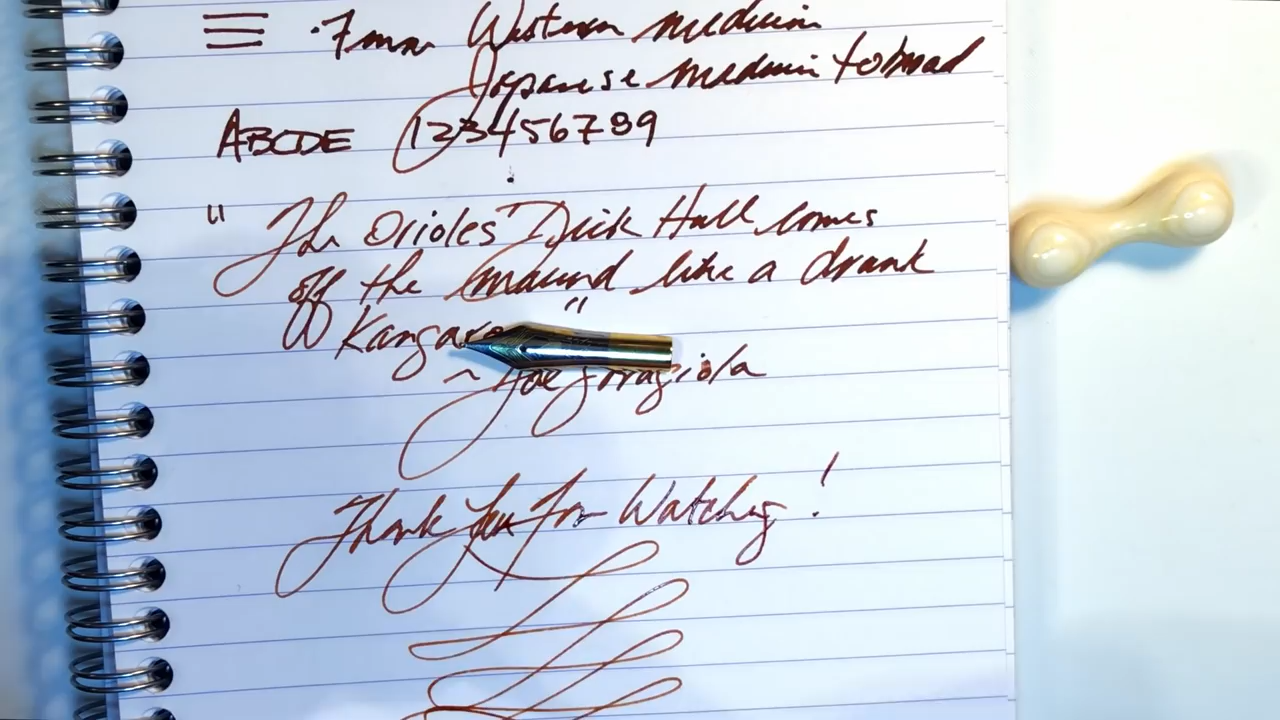 From Western medium
Japanese medium to broad
ABCDE 123456789
" The Orioles Dick Hall comes
off the mound like a drunk
Kangaroo "
~ Joe Garagiola
Thank You For Watching!